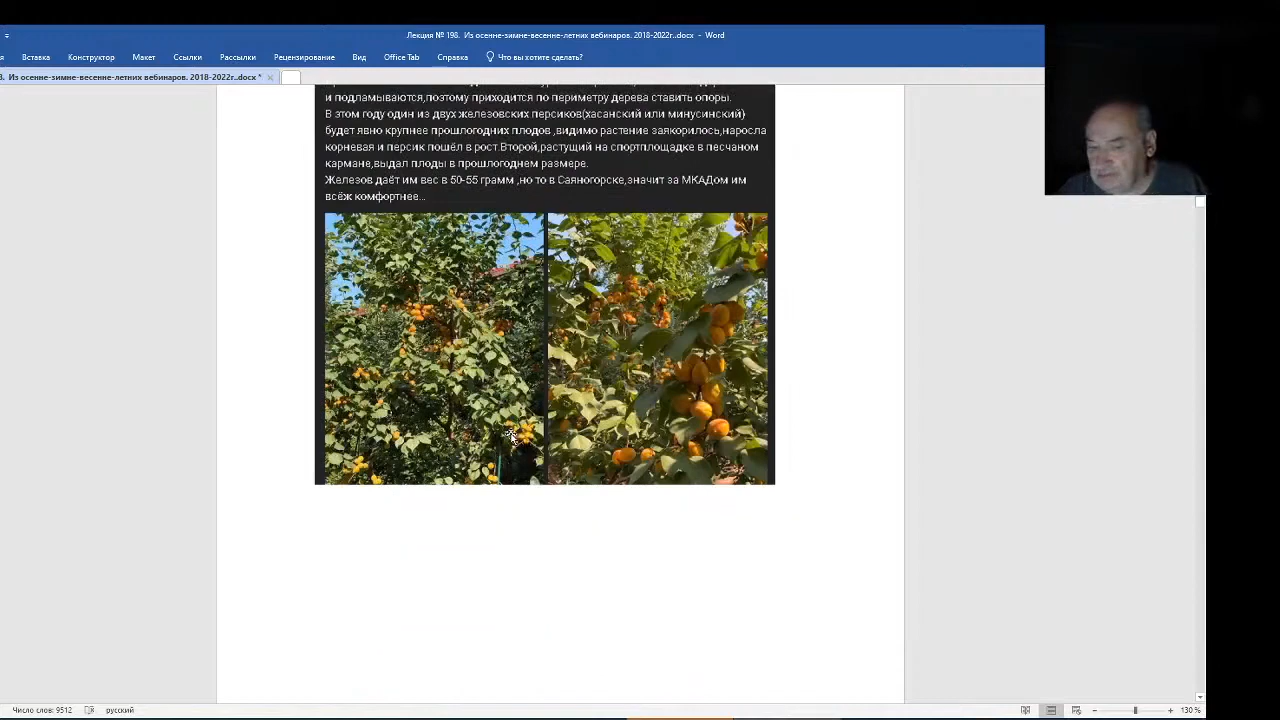 Лекция № 198. Из осенне-зимне-весенне-летних вебинаров. 2018-2022г..docx - Word
Вставка Конструктор Макет Ссылки Рассылки Рецензирование Вид Office Tab Справка Что вы хотите сделать?
8. Из осенне-зимне-весенне-летних вебинаров. 2018-2022г..docx *
и подламываются,поэтому приходится по периметру дерева ставить опоры.
В этом году один из двух железовских персиков(хасанский или минусинский)
будет явно крупнее прошлогодних плодов ,видимо растение заякорилось,наросла
корневая и персик пошёл в рост.Второй,растущий на спортплощадке в песчаном
кармане,выдал плоды в прошлогоднем размере.
Железов даёт им вес в 50-55 грамм ,но то в Саяногорске,значит за МКАДом им
всёж комфортнее...
Число слов: 9512 русский 130 %